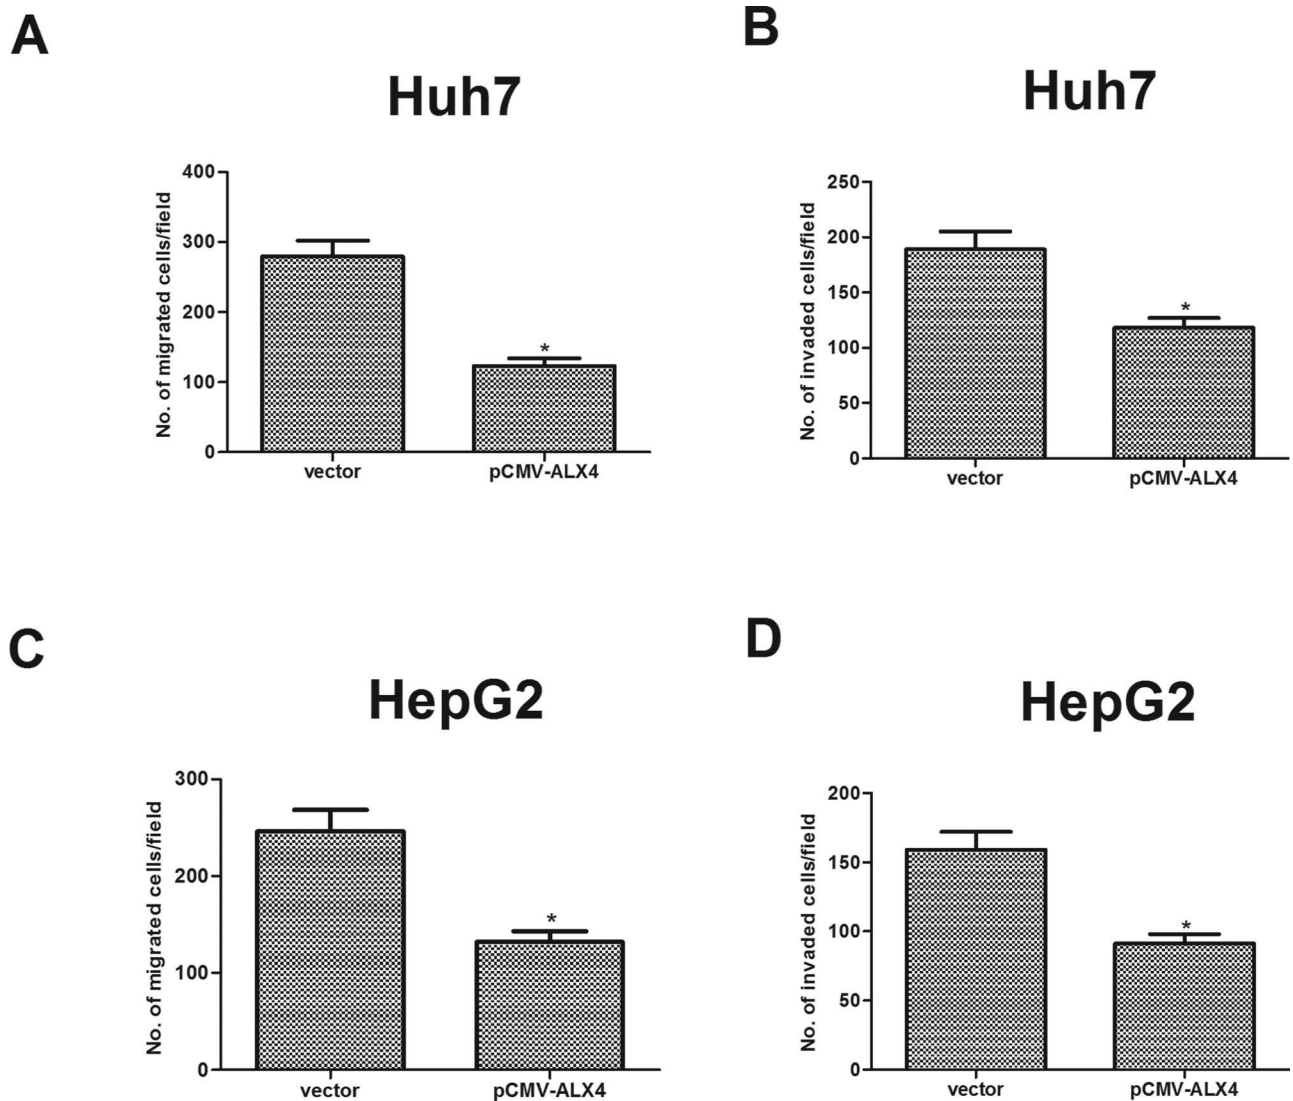 A
Huh7
No. of migrated cells/field
400
300
200
100
0
*
vector
pCMV-ALX4
B
Huh7
No. of invaded cells/field
250
200
150
100
50
0
*
vector
pCMV-ALX4
C
HepG2
No. of migrated cells/field
300
200
100
0
*
vector
pCMV-ALX4
D
HepG2
No. of invaded cells/field
200
150
100
50
0
*
vector
pCMV-ALX4